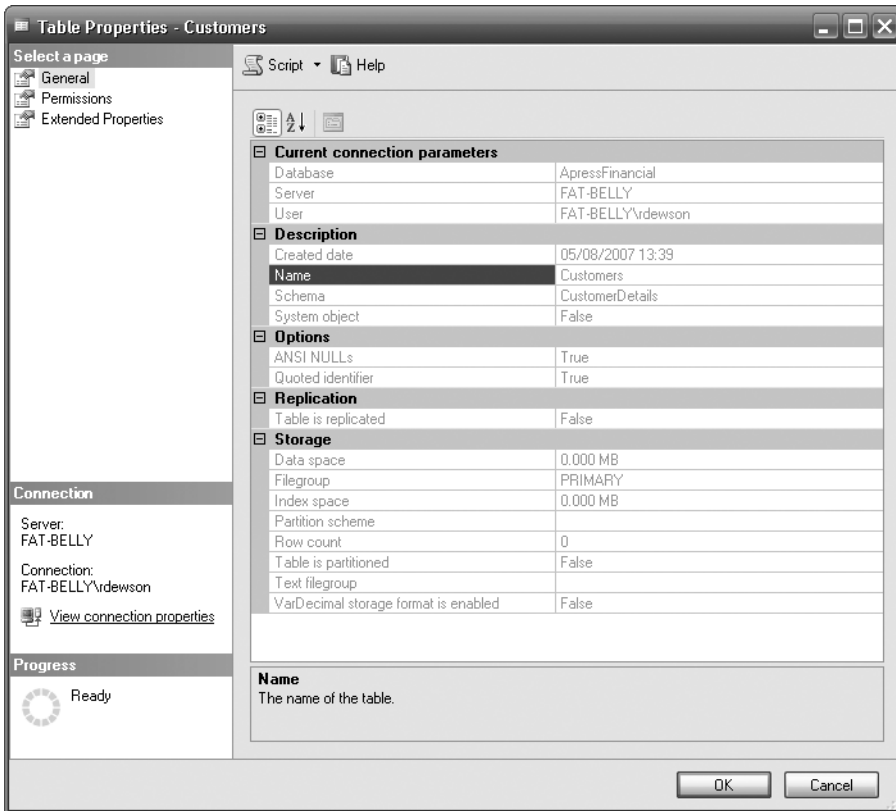 Table Properties - Customers
Select a page
General
Permissions
Extended Properties
Script
Help
Current connection parameters
Database ApressFinancial
Server FAT-BELLY
User FAT-BELLY\rdewson
Description
Created date 05/08/2007 13:39
Name Customers
Schema CustomerDetails
System object False
Options
ANSI NULLs True
Quoted identifier True
Replication
Table is replicated False
Storage
Data space 0.000 MB
Filegroup PRIMARY
Index space 0.000 MB
Partition scheme
Row count 0
Table is partitioned False
Text filegroup
VarDecimal storage format is enabled False
Connection
Server:
FAT-BELLY
Connection:
FAT-BELLY\rdewson
View connection properties
Progress
Ready
Name
The name of the table.
OK
Cancel